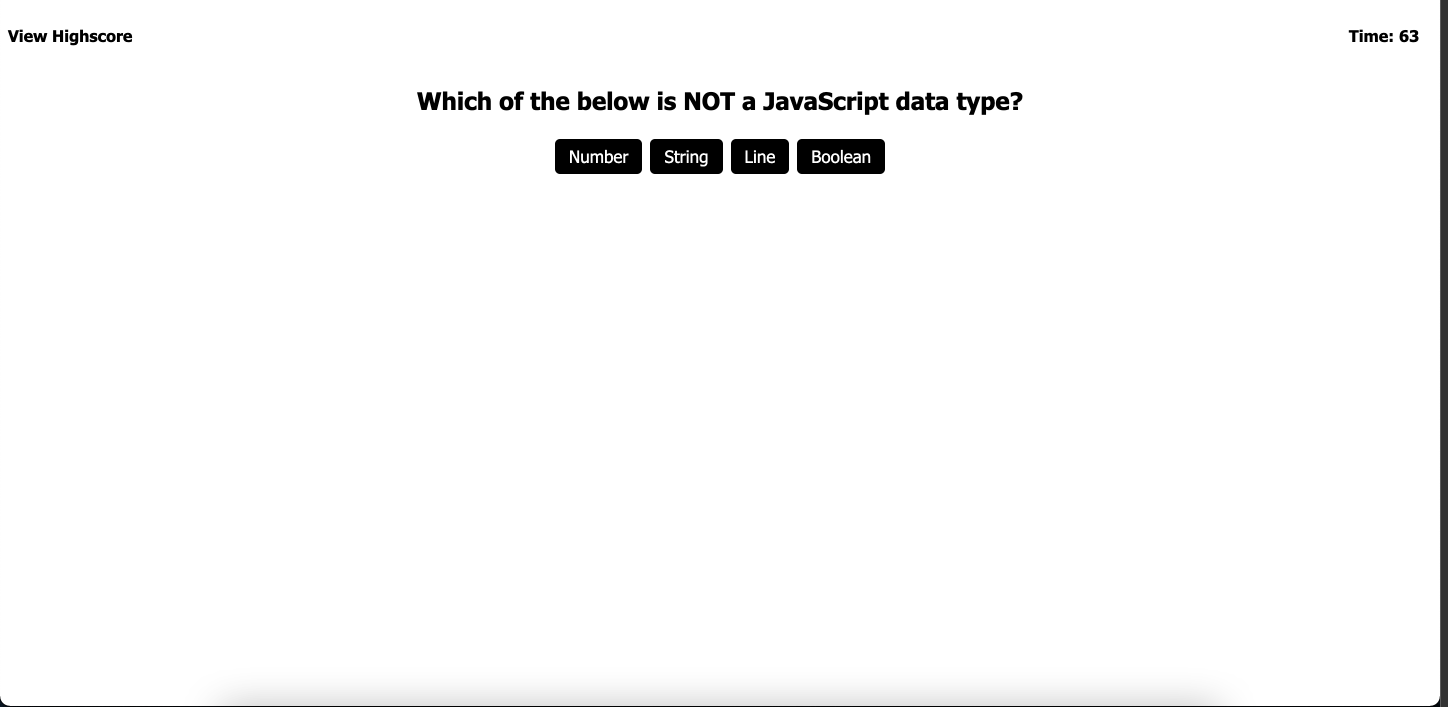 View Highscore
Time: 63
Which of the below is NOT a JavaScript data type?
Number String Line Boolean